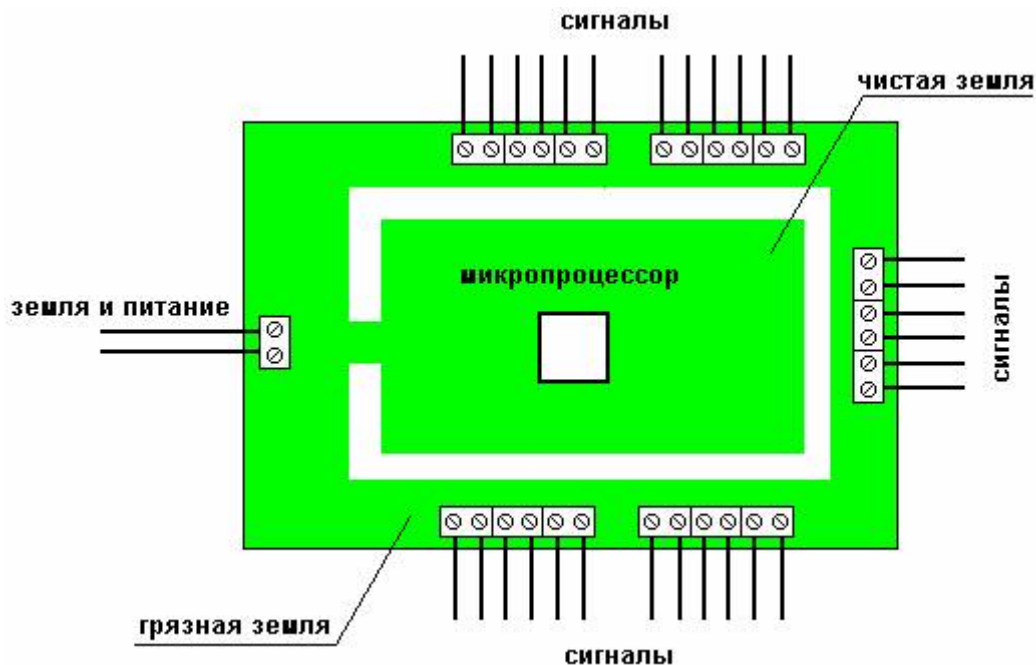 сигналы
чистая земля
микропроцессор
земля и питание
сигналы
грязная земля
сигналы